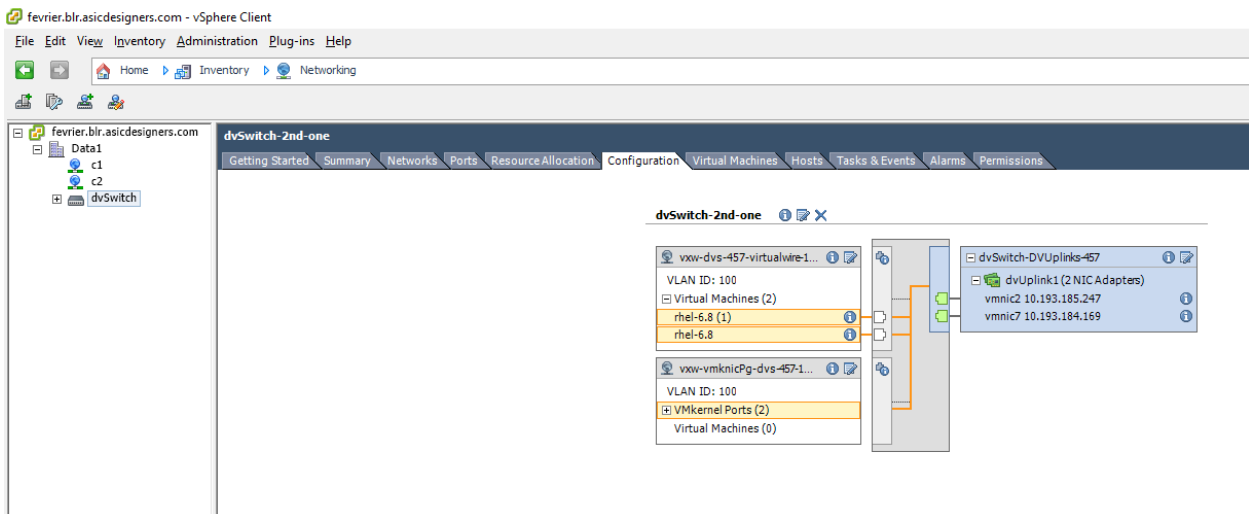 fevrier.blr.asicdesigners.com - vSphere Client
File Edit View Inventory Administration Plug-ins Help
Home Inventory Networking
fevrier.blr.asicdesigners.com
Data1
c1
c2
dvSwitch
dvSwitch-2nd-one
Getting Started Summary Networks Ports Resource Allocation Configuration Virtual Machines Hosts Tasks & Events Alarms Permissions
dvSwitch-2nd-one
vxw-dvs-457-virtualwire-1...
VLAN ID: 100
Virtual Machines (2)
rhel-6.8 (1)
rhel-6.8
vxw-vmknicPg-dvs-457-1...
VLAN ID: 100
VMkernel Ports (2)
Virtual Machines (0)
dvSwitch-DVUplinks-457
dvUplink1 (2 NIC Adapters)
vmnic2 10.193.185.247
vmnic7 10.193.184.169